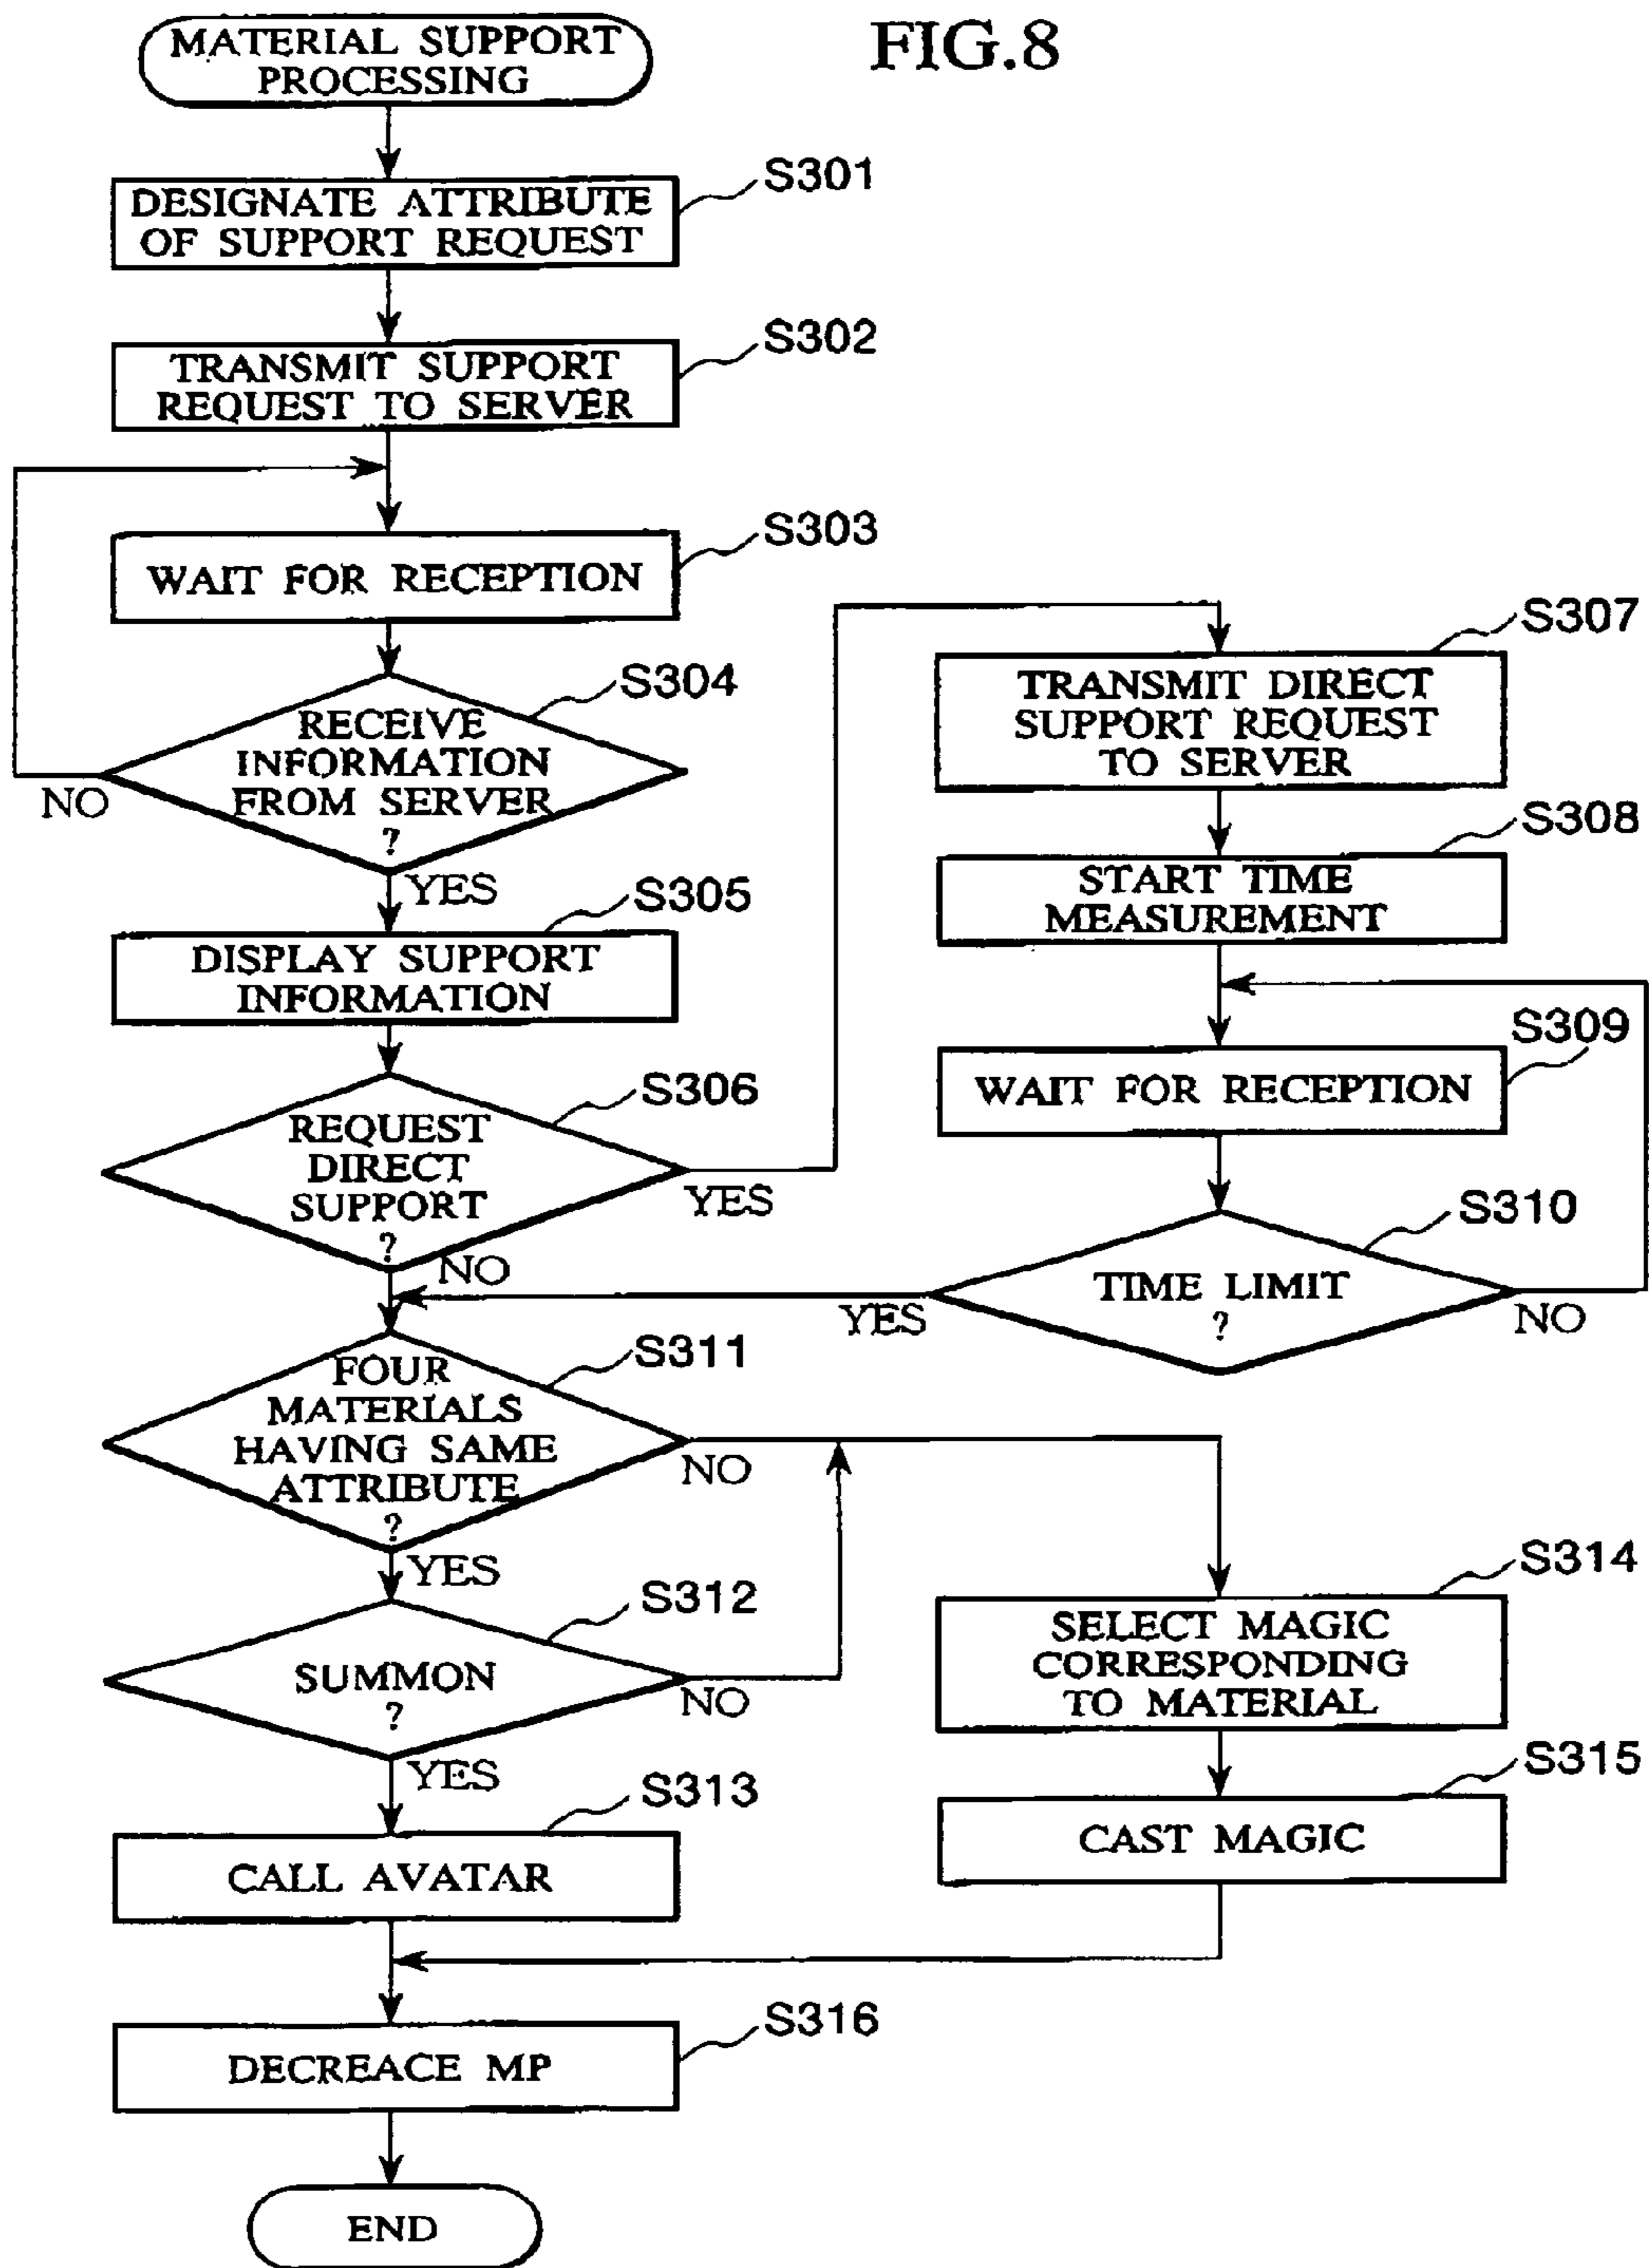 FIG.8
MATERIAL SUPPORT
PROCESSING
S301
DESIGNATE ATTRIBUTE
OF SUPPORT REQUEST
S302
TRANSMIT SUPPORT
REQUEST TO SERVER
S303
WAIT FOR RECEPTION
S304
RECEIVE
INFORMATION
FROM SERVER
?
NO
YES
S305
DISPLAY SUPPORT
INFORMATION
S306
REQUEST
DIRECT
SUPPORT
?
YES
NO
S307
TRANSMIT DIRECT
SUPPORT REQUEST
TO SERVER
S308
START TIME
MEASUREMENT
S309
WAIT FOR RECEPTION
S310
TIME LIMIT
?
YES
NO
S311
FOUR
MATERIALS
HAVING SAME
ATTRIBUTE
?
NO
YES
S312
SUMMON
?
NO
YES
S313
CALL AVATAR
S314
SELECT MAGIC
CORRESPONDING
TO MATERIAL
S315
CAST MAGIC
S316
DECREACE MP
END